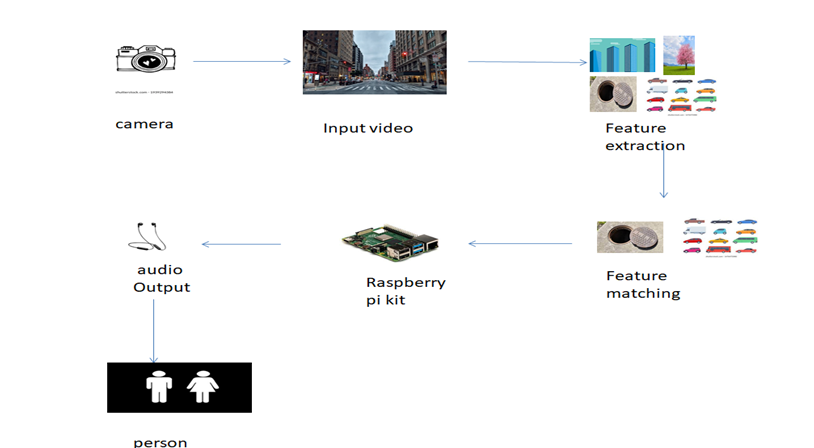 camera
Input video
Feature
extraction
audio
Output
Raspberry
pi kit
Feature
matching
person